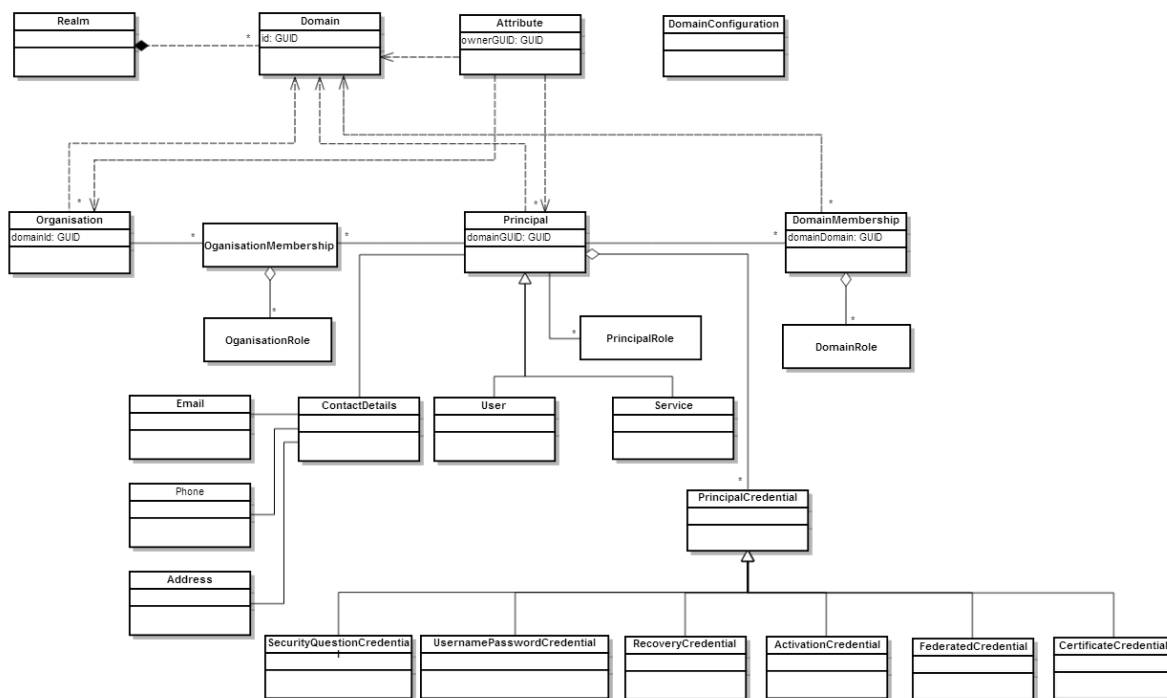 Realm
Domain
id: GUID
Attribute
ownerGUID: GUID
DomainConfiguration
*
*
*
*
Organisation
domainId: GUID
*
OganisationMembership
*
Principal
domainGUID: GUID
*
DomainMembership
domainDomain: GUID
*
OganisationRole
*
PrincipalRole
*
DomainRole
Email
ContactDetails
User
Service
Phone
*
PrincipalCredential
Address
SecurityQuestionCredential
UsernamePasswordCredential
RecoveryCredential
ActivationCredential
FederatedCredential
CertificateCredential